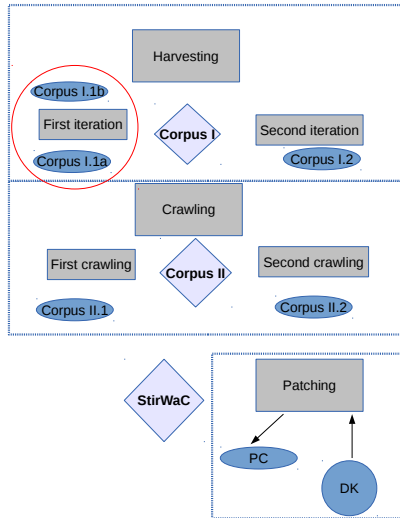 Harvesting
Corpus I.1b
First iteration
Corpus I
Second iteration
Corpus I.1a
Corpus I.2
Crawling
First crawling
Corpus II
Second crawling
Corpus II.1
Corpus II.2
StirWaC
Patching
PC
DK